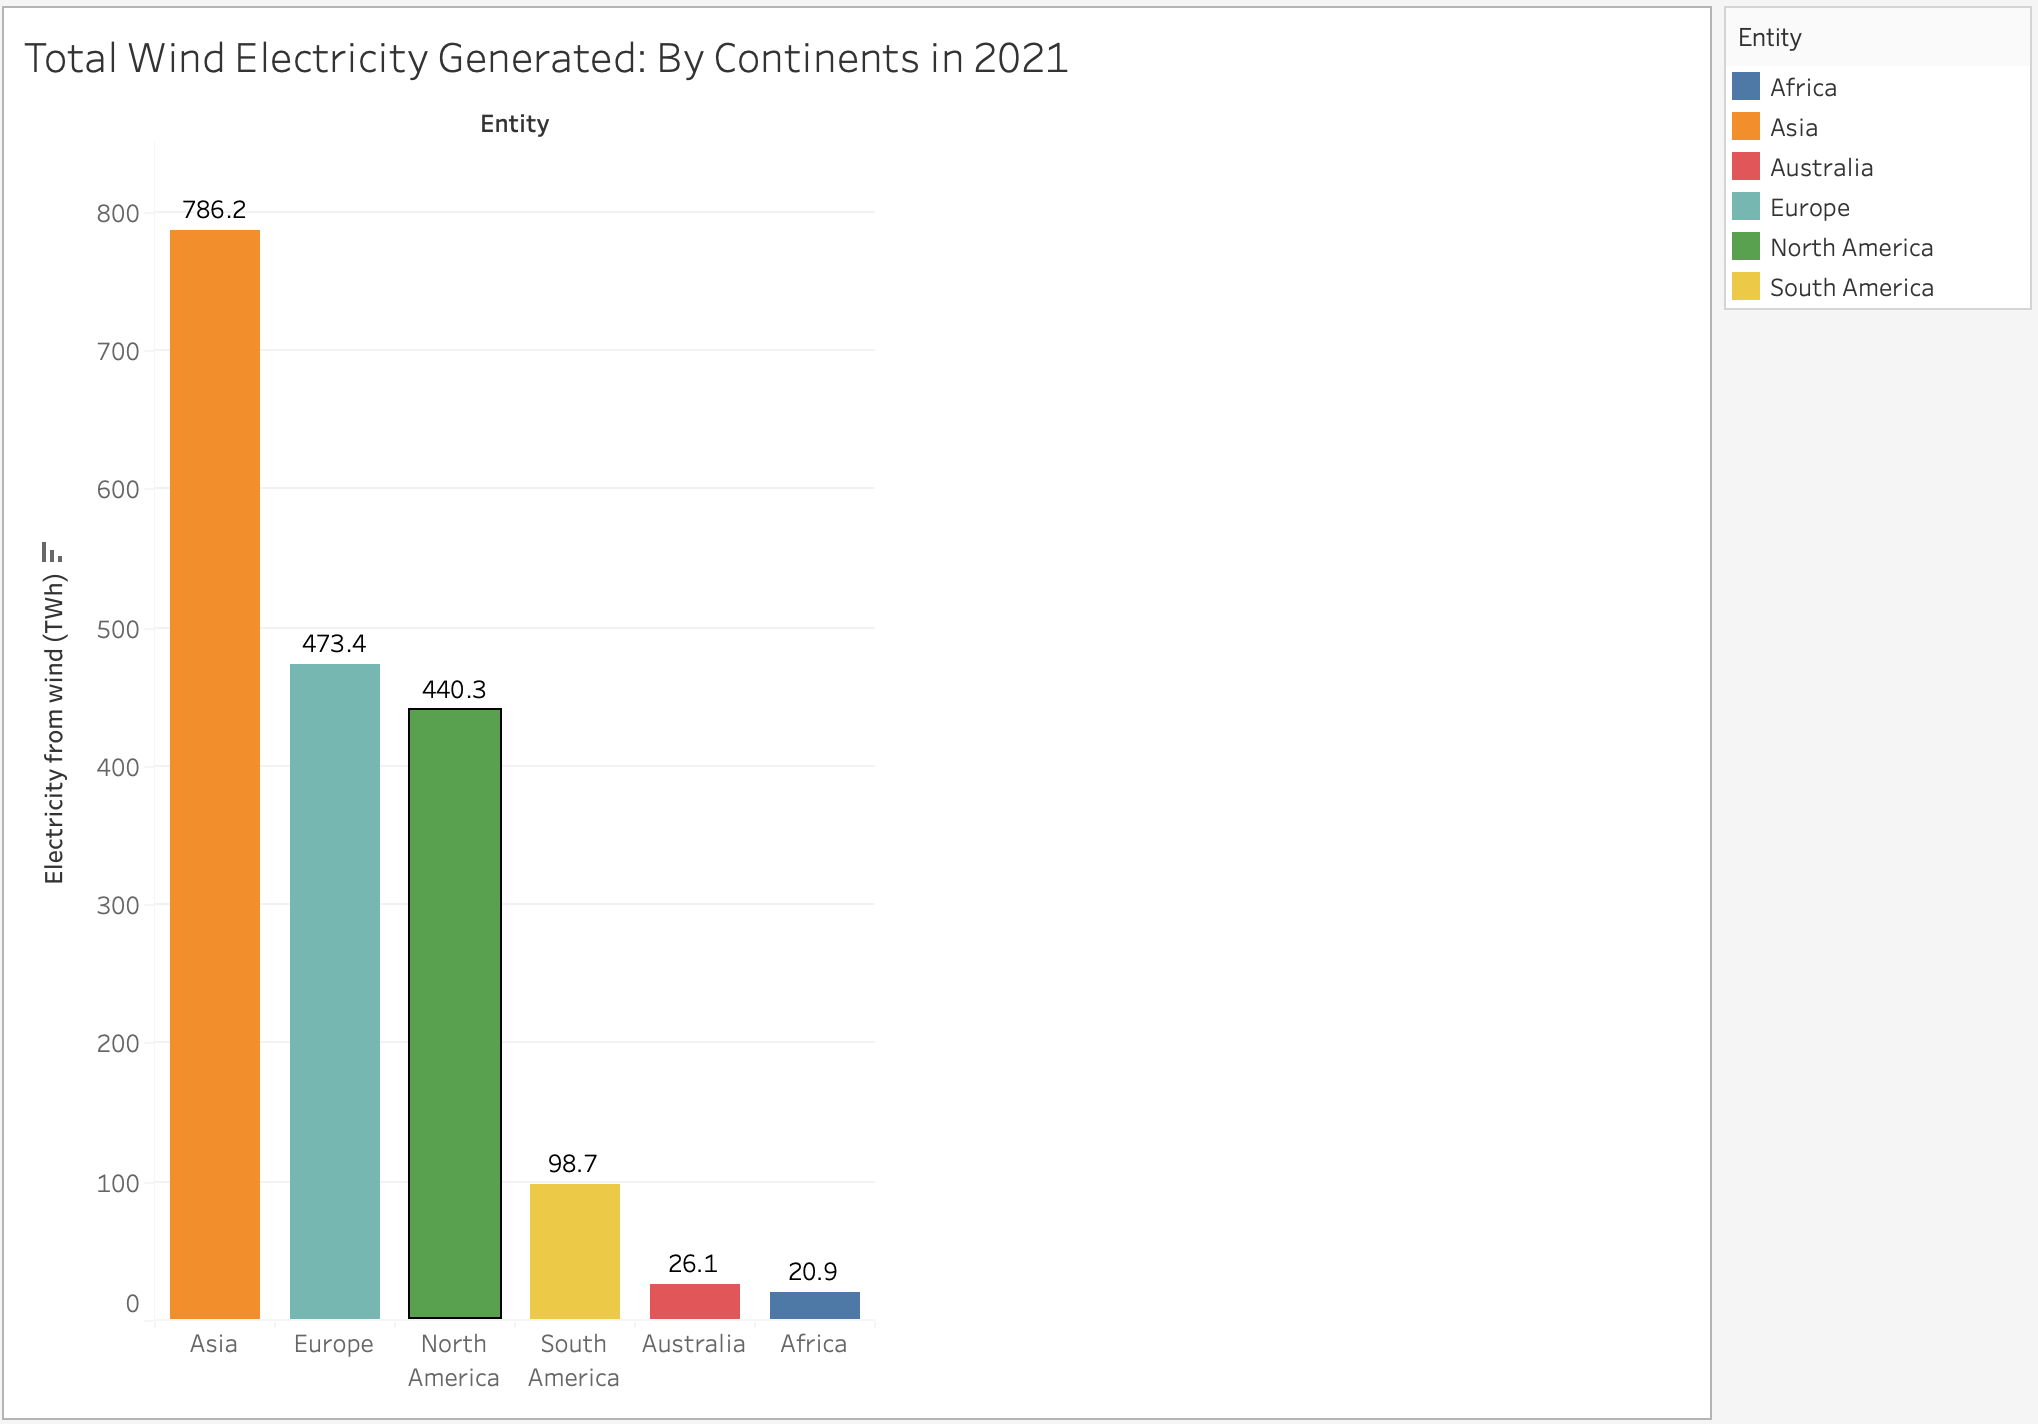 Total Wind Electricity Generated: By Continents in 2021
Entity
Electricity from wind (TWh)
800
700
600
500
400
300
200
100
0
786.2
473.4
440.3
98.7
26.1
20.9
Asia
Europe
North
America
South
America
Australia
Africa
Entity
Africa
Asia
Australia
Europe
North America
South America